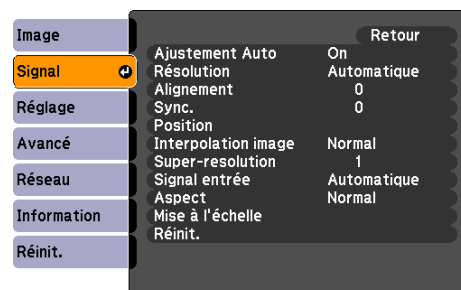 Image
Signal
Réglage
Avancé
Réseau
Information
Réinit.
Retour
Ajustement Auto On
Résolution Automatique
Alignement 0
Sync. 0
Position
Interpolation image Normal
Super-resolution 1
Signal entrée Automatique
Aspect Normal
Mise à l'échelle
Réinit.